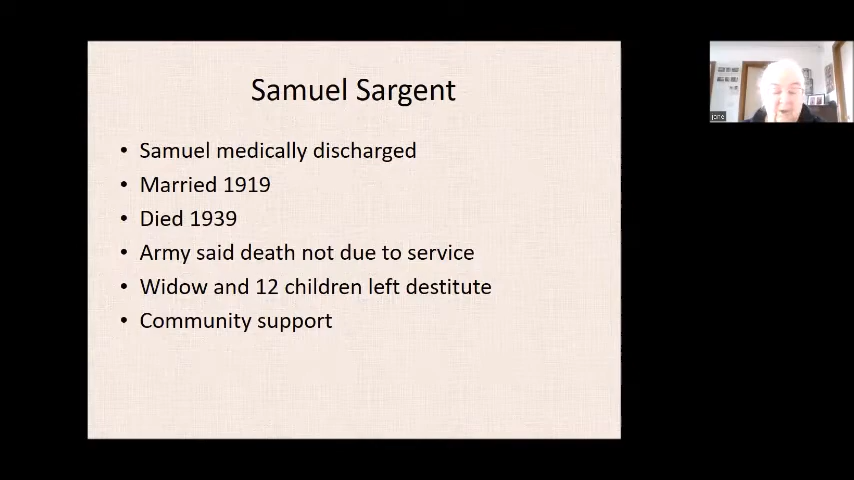 Samuel Sargent
• Samuel medically discharged
• Married 1919
• Died 1939
• Army said death not due to service
• Widow and 12 children left destitute
• Community support
jane